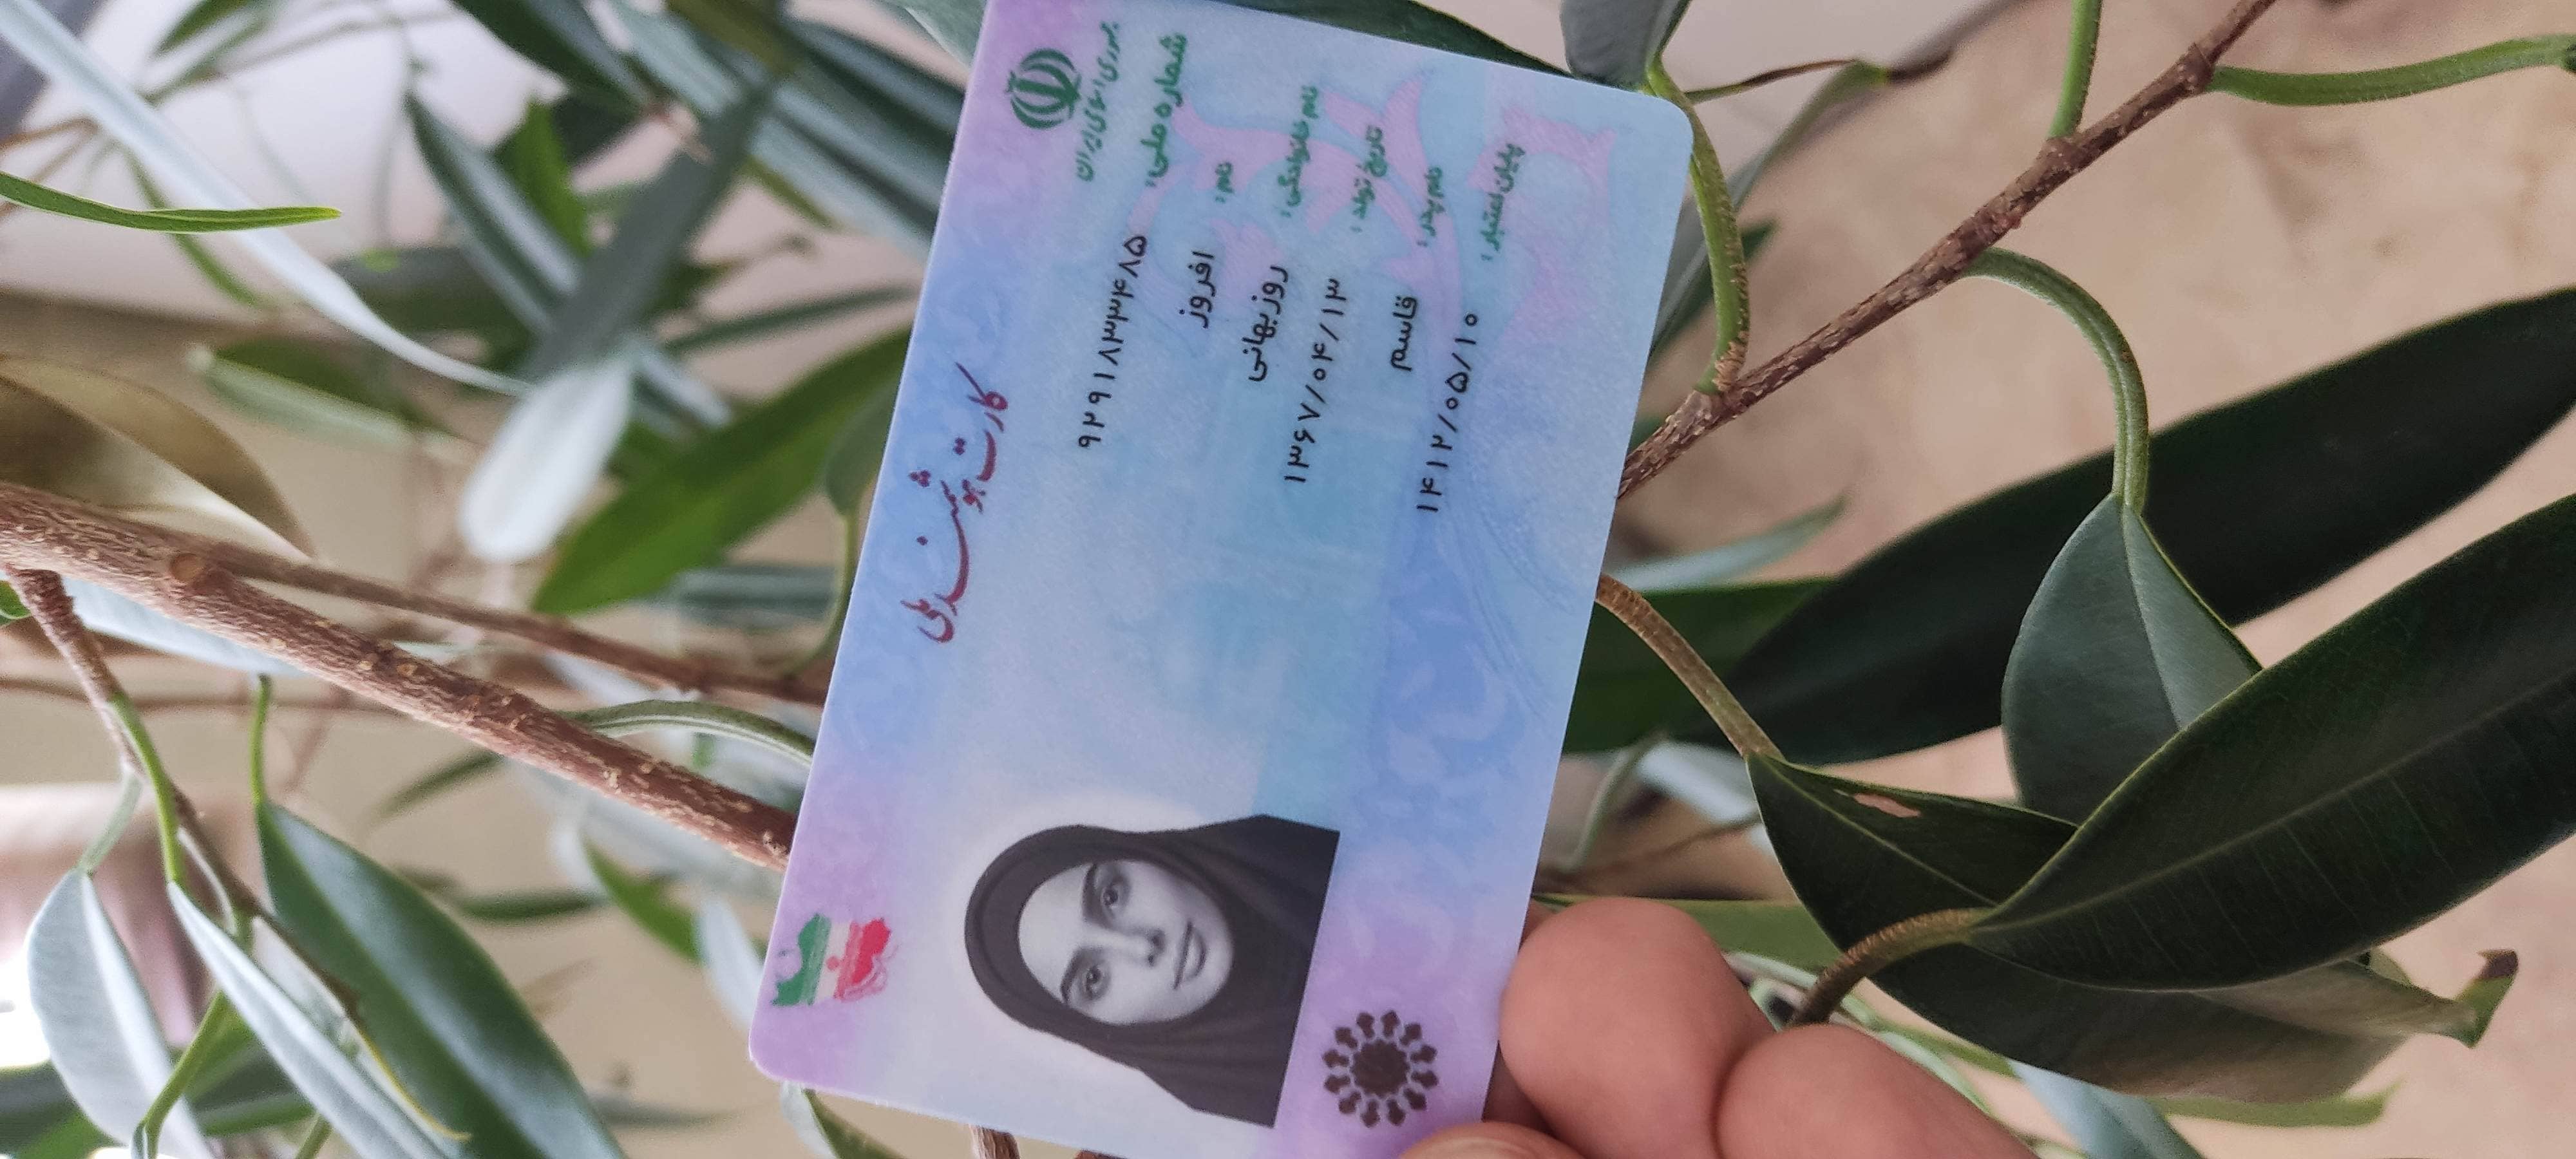 جمهوری اسلامی ایران
کارت هوشمند ملی
شماره ملی: ۹۲۹۱۸۳۳۴۸۵
نام: افروز
نام خانوادگی: روزبهانی
تاریخ تولد: ۱۳۶۷/۰۴/۱۳
نام پدر: قاسم
پایان اعتبار: ۱۴۱۲/۰۵/۱۰